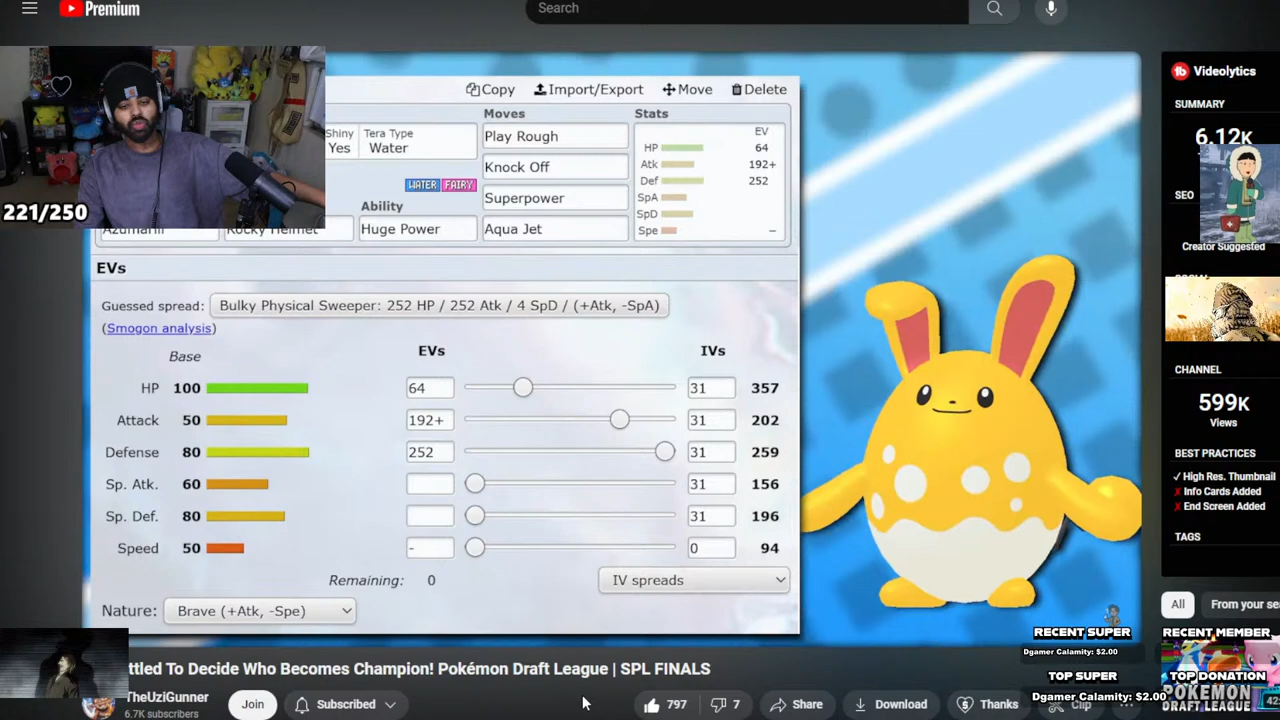 Premium
Search
Copy Import/Export Move Delete
Shiny
Yes
Tera Type
Water
WATER FAIRY
Ability
Azumarill Rocky Helmet Huge Power
Moves
Play Rough
Knock Off
Superpower
Aqua Jet
Stats
EV
HP 64
Atk 192+
Def 252
SpA
SpD
Spe –
221/250
EVs
Guessed spread: Bulky Physical Sweeper: 252 HP / 252 Atk / 4 SpD / (+Atk, -SpA)
(Smogon analysis)
Base EVs IVs
HP 100 64 31 357
Attack 50 192+ 31 202
Defense 80 252 31 259
Sp. Atk. 60 31 156
Sp. Def. 80 31 196
Speed 50 - 0 94
Remaining: 0 IV spreads
Nature: Brave (+Atk, -Spe)
ttled To Decide Who Becomes Champion! Pokémon Draft League | SPL FINALS
TheUziGunner
6.7K subscribers
Join
Subscribed
797
7
Share
Download
Thanks
Clip
Videolytics
SUMMARY
6.12K
SEO
Creator Suggested
CHANNEL
599K
Views
BEST PRACTICES
✓ High Res. Thumbnail
✗ Info Cards Added
✗ End Screen Added
TAGS
All From your se
RECENT SUPER
Dgamer Calamity: $2.00
TOP SUPER
Dgamer Calamity: $2.00
RECENT MEMBER
TOP DONATION
POKEMON
DRAFT LEAGUE